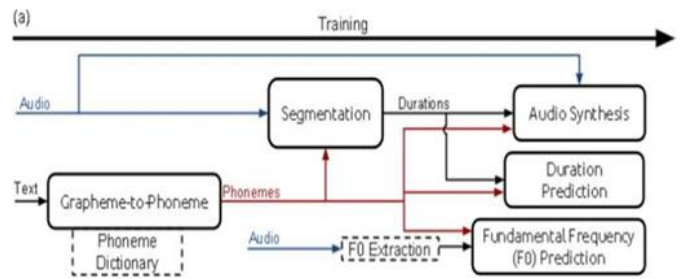 (a)
Training
Audio
Segmentation
Durations
Audio Synthesis
Duration
Prediction
Text
Grapheme-to-Phoneme
Phonemes
Phoneme
Dictionary
Audio
F0 Extraction
Fundamental Frequency
(F0) Prediction